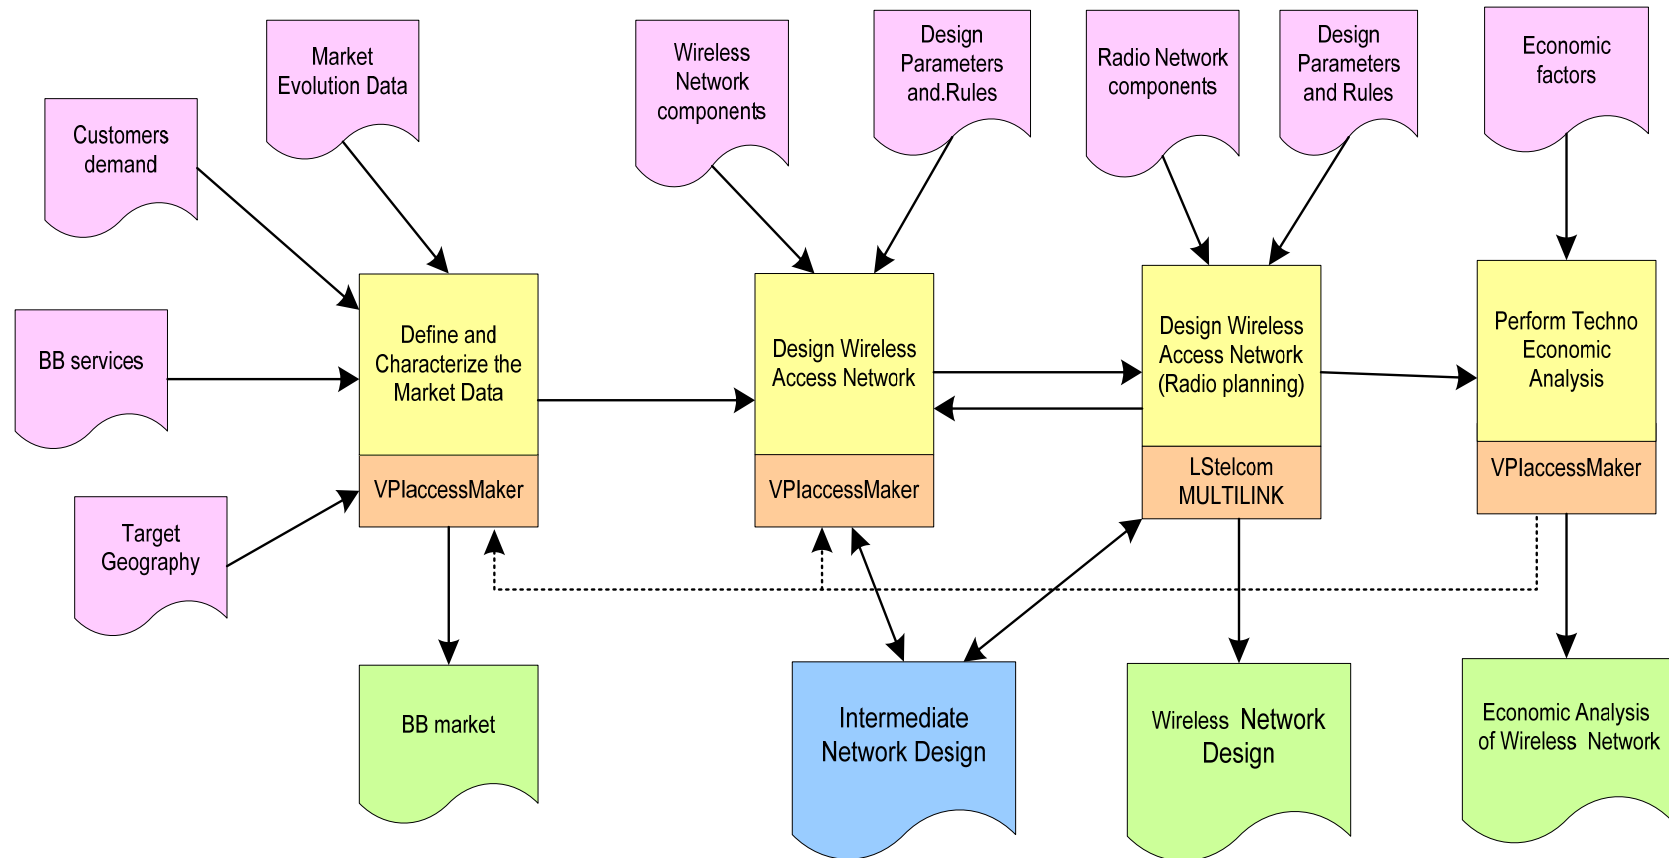 Market
Evolution Data
Wireless
Network
components
Design
Parameters
and.Rules
Radio Network
components
Design
Parameters
and Rules
Economic
factors
Customers
demand
BB services
Target
Geography
Define and
Characterize the
Market Data
VPIaccessMaker
Design Wireless
Access Network
VPIaccessMaker
Design Wireless
Access Network
(Radio planning)
LStelcom
MULTILINK
Perform Techno
Economic
Analysis
VPIaccessMaker
BB market
Intermediate
Network Design
Wireless Network
Design
Economic Analysis
of Wireless Network